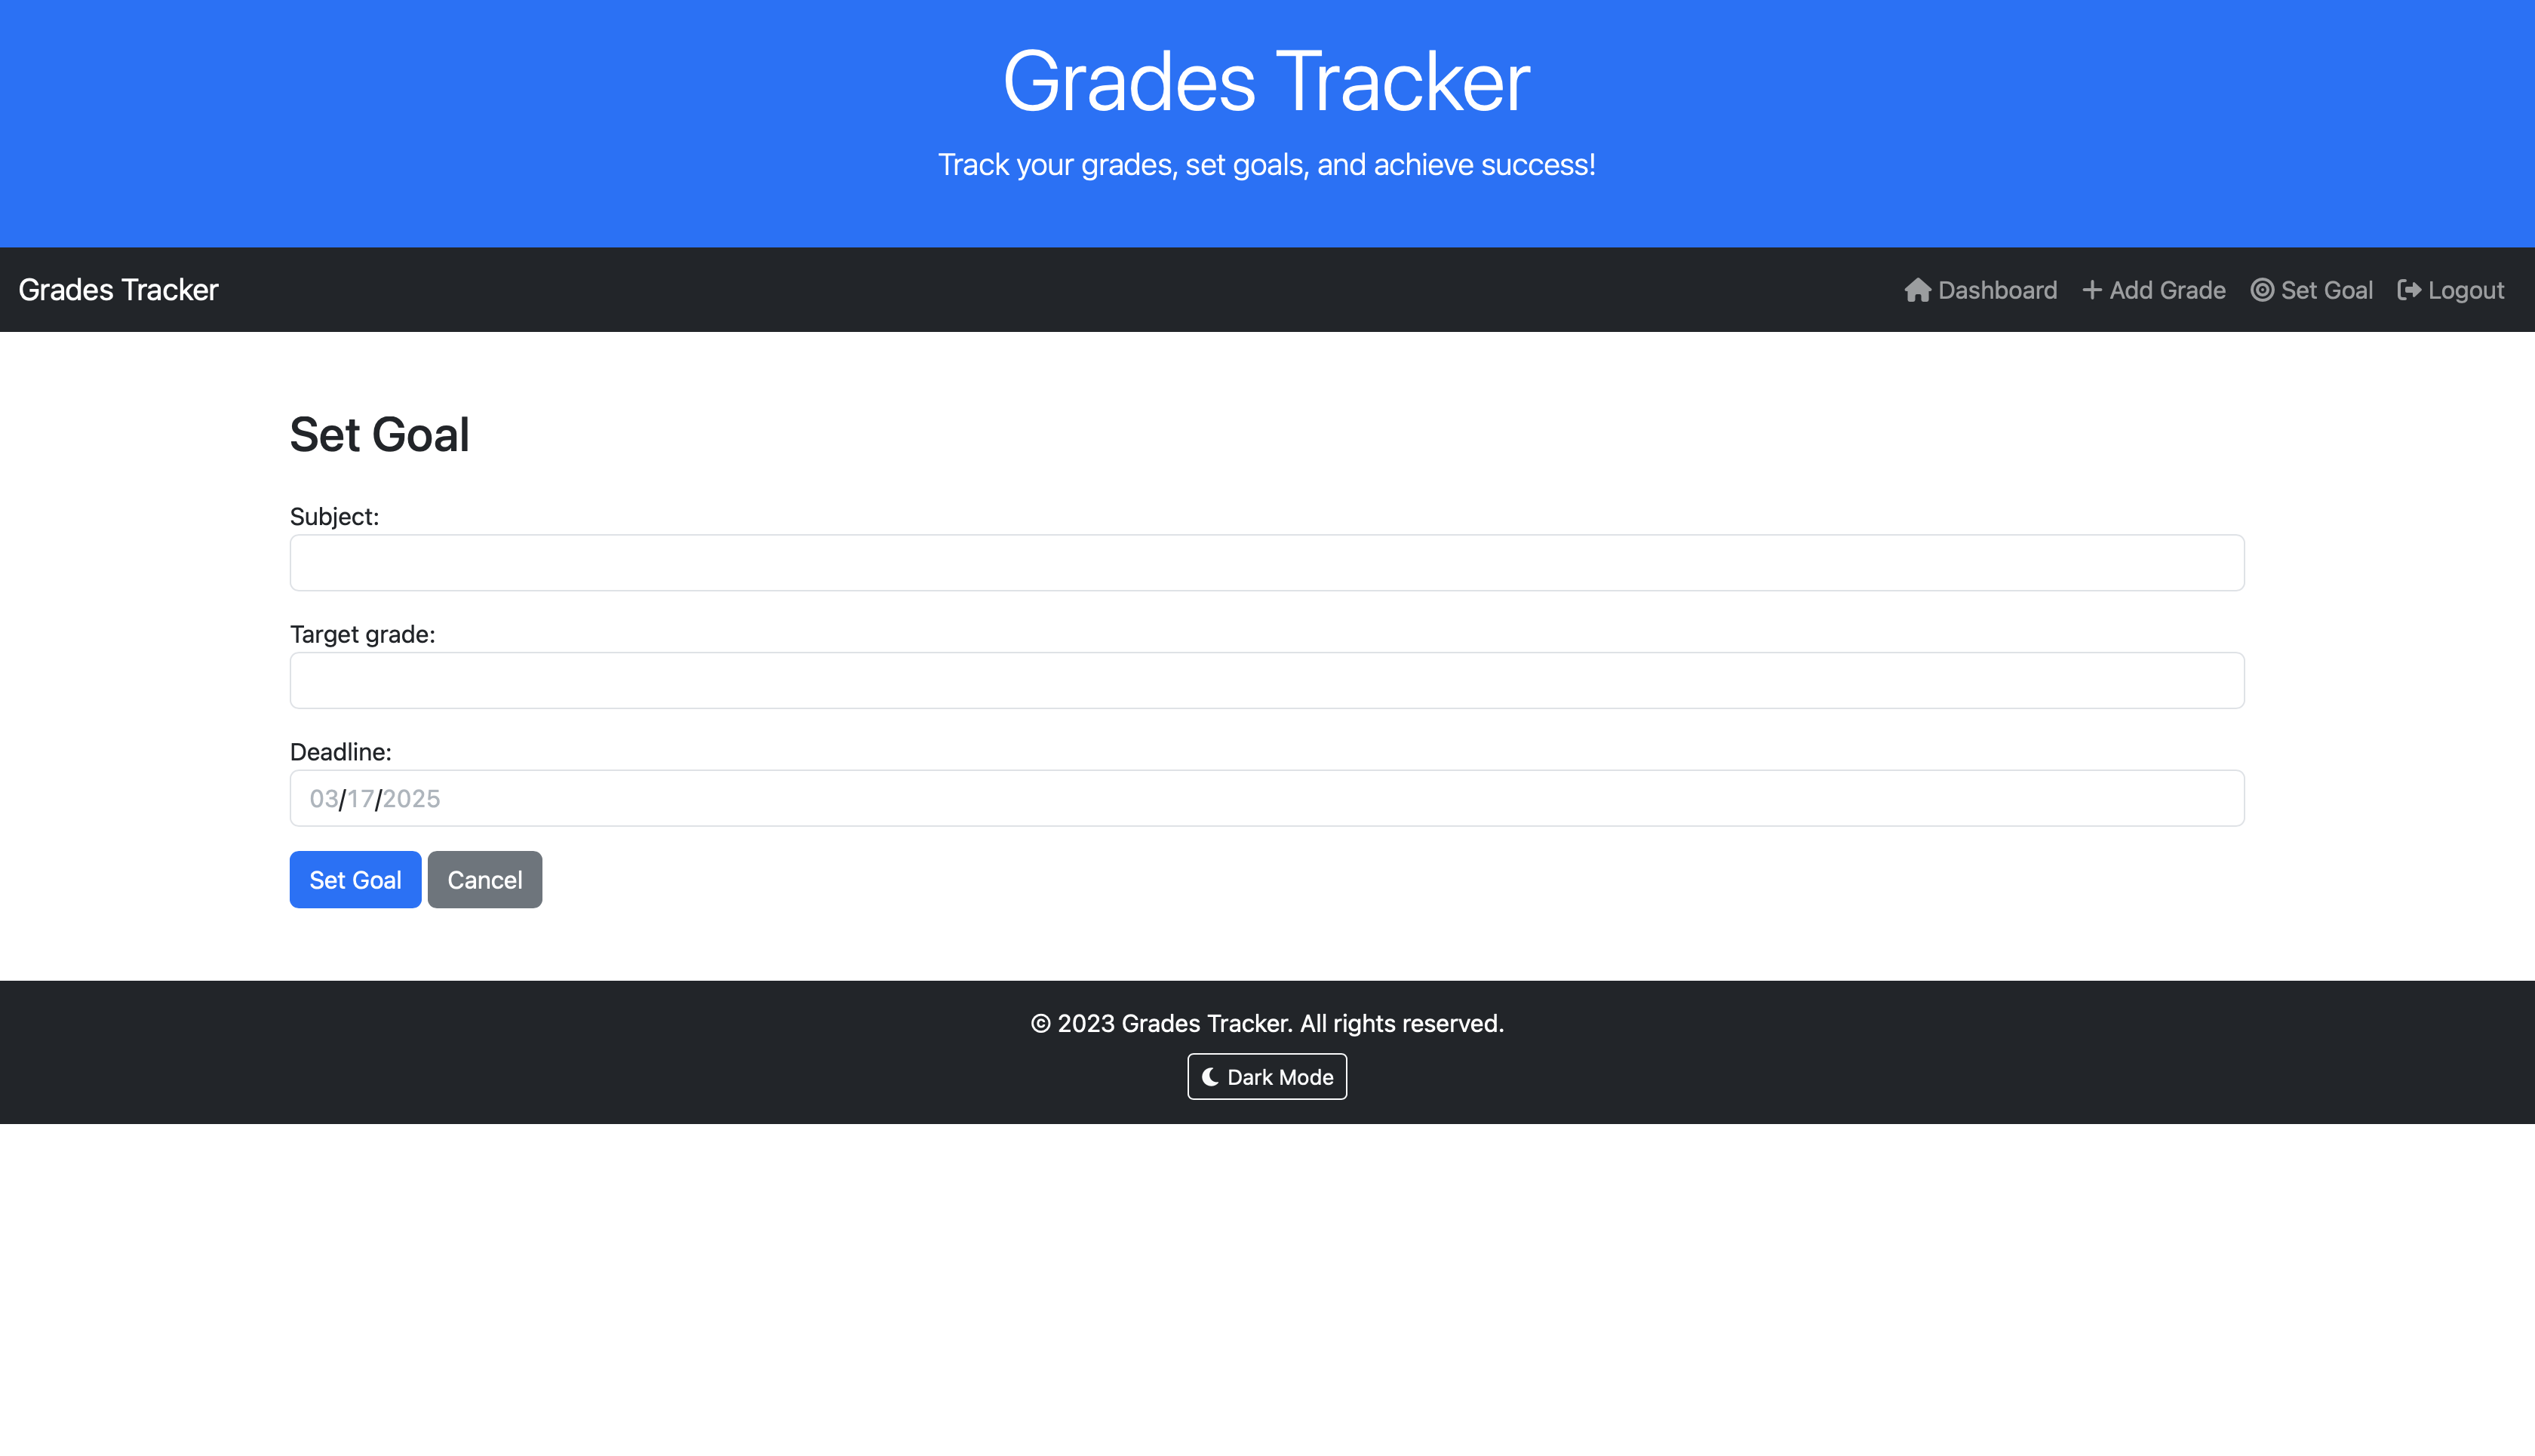 Grades Tracker
Track your grades, set goals, and achieve success!
Grades Tracker
Dashboard
Add Grade
Set Goal
Logout
Set Goal
Subject:
Target grade:
Deadline:
03/17/2025
Set Goal
Cancel
© 2023 Grades Tracker. All rights reserved.
Dark Mode